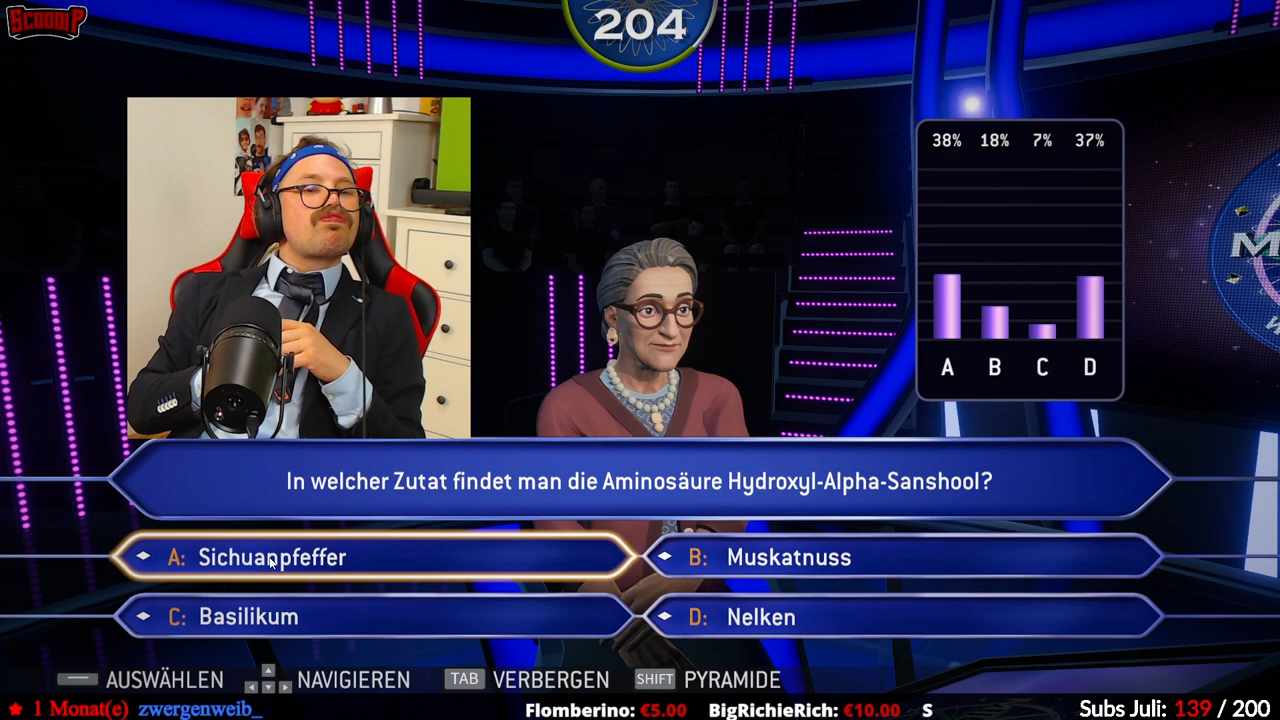 SCOODIP
204
38% 18% 7% 37%
A B C D
In welcher Zutat findet man die Aminosäure Hydroxyl-Alpha-Sanshool?
A: Sichuanpfeffer
B: Muskatnuss
C: Basilikum
D: Nelken
AUSWÄHLEN NAVIGIEREN TAB VERBERGEN SHIFT PYRAMIDE
1 Monat(e) zwergenweib_ Flomberino: €5.00 BigRichieRich: €10.00 S Subs Juli: 139 / 200